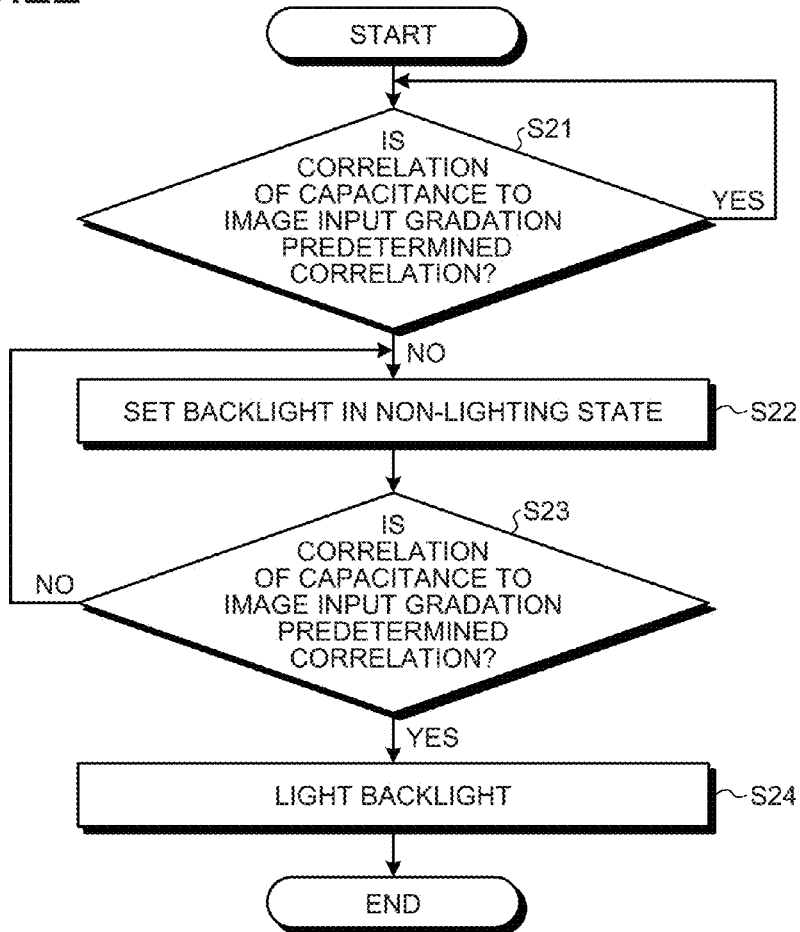 START
IS
CORRELATION
OF CAPACITANCE TO
IMAGE INPUT GRADATION
PREDETERMINED
CORRELATION?
S21
YES
NO
SET BACKLIGHT IN NON-LIGHTING STATE
S22
IS
CORRELATION
OF CAPACITANCE TO
IMAGE INPUT GRADATION
PREDETERMINED
CORRELATION?
S23
NO
YES
LIGHT BACKLIGHT
S24
END